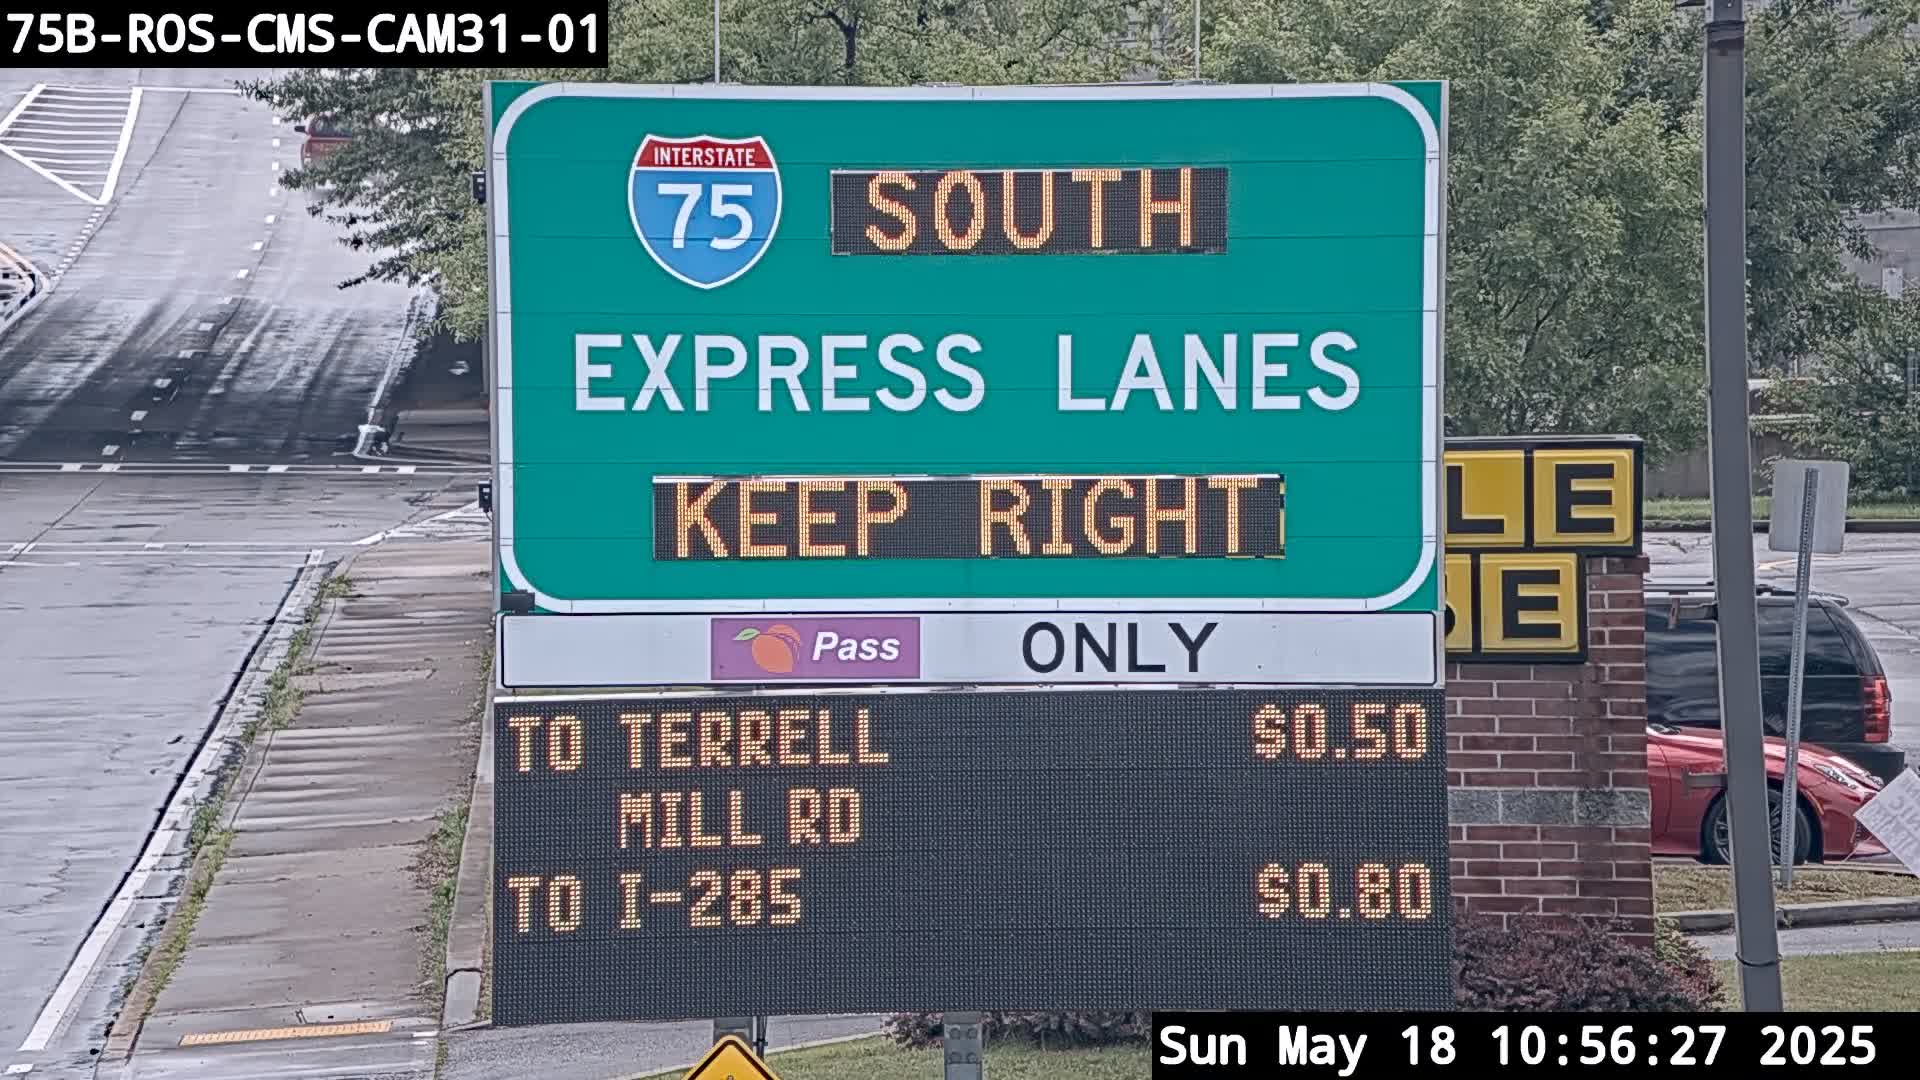 75B-ROS-CMS-CAM31-01
INTERSTATE
75
SOUTH
EXPRESS LANES
KEEP RIGHT
Pass ONLY
TO TERRELL $0.50
MILL RD
TO I-285 $0.80
LE
E
Sun May 18 10:56:27 2025